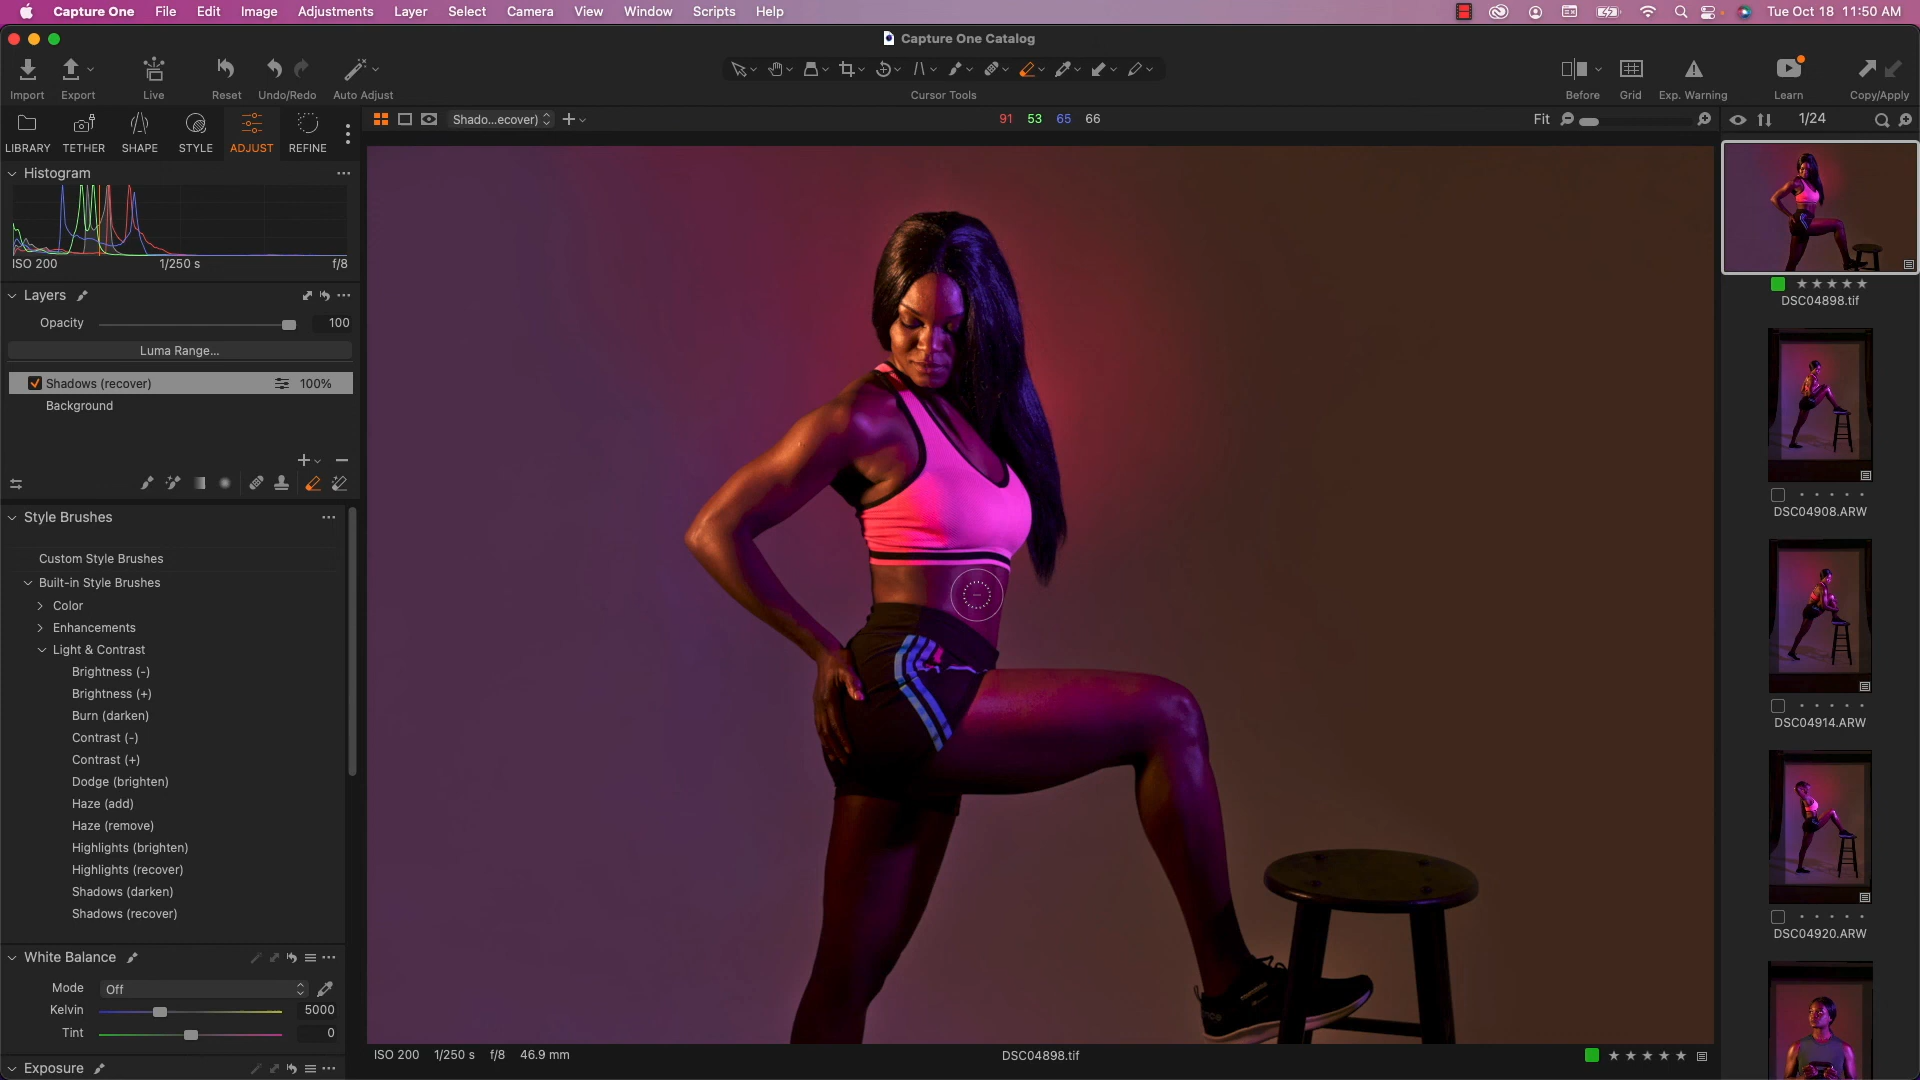 Capture One File Edit Image Adjustments Layer Select Camera View Window Scripts Help Tue Oct 18 11:50 AM
Capture One Catalog
Import Export Live Reset Undo/Redo Auto Adjust Cursor Tools Before Grid Exp. Warning Learn Copy/Apply
LIBRARY TETHER SHAPE STYLE ADJUST REFINE
Shado...ecover) 91 53 65 66 Fit 1/24
Histogram
ISO 200 1/250 s f/8
Layers
Opacity 100
Luma Range...
Shadows (recover) 100%
Background
Style Brushes
Custom Style Brushes
Built-in Style Brushes
Color
Enhancements
Light & Contrast
Brightness (-)
Brightness (+)
Burn (darken)
Contrast (-)
Contrast (+)
Dodge (brighten)
Haze (add)
Haze (remove)
Highlights (brighten)
Highlights (recover)
Shadows (darken)
Shadows (recover)
White Balance
Mode Off
Kelvin 5000
Tint 0
Exposure
ISO 200 1/250 s f/8 46.9 mm DSC04898.tif
DSC04898.tif
DSC04908.ARW
DSC04914.ARW
DSC04920.ARW